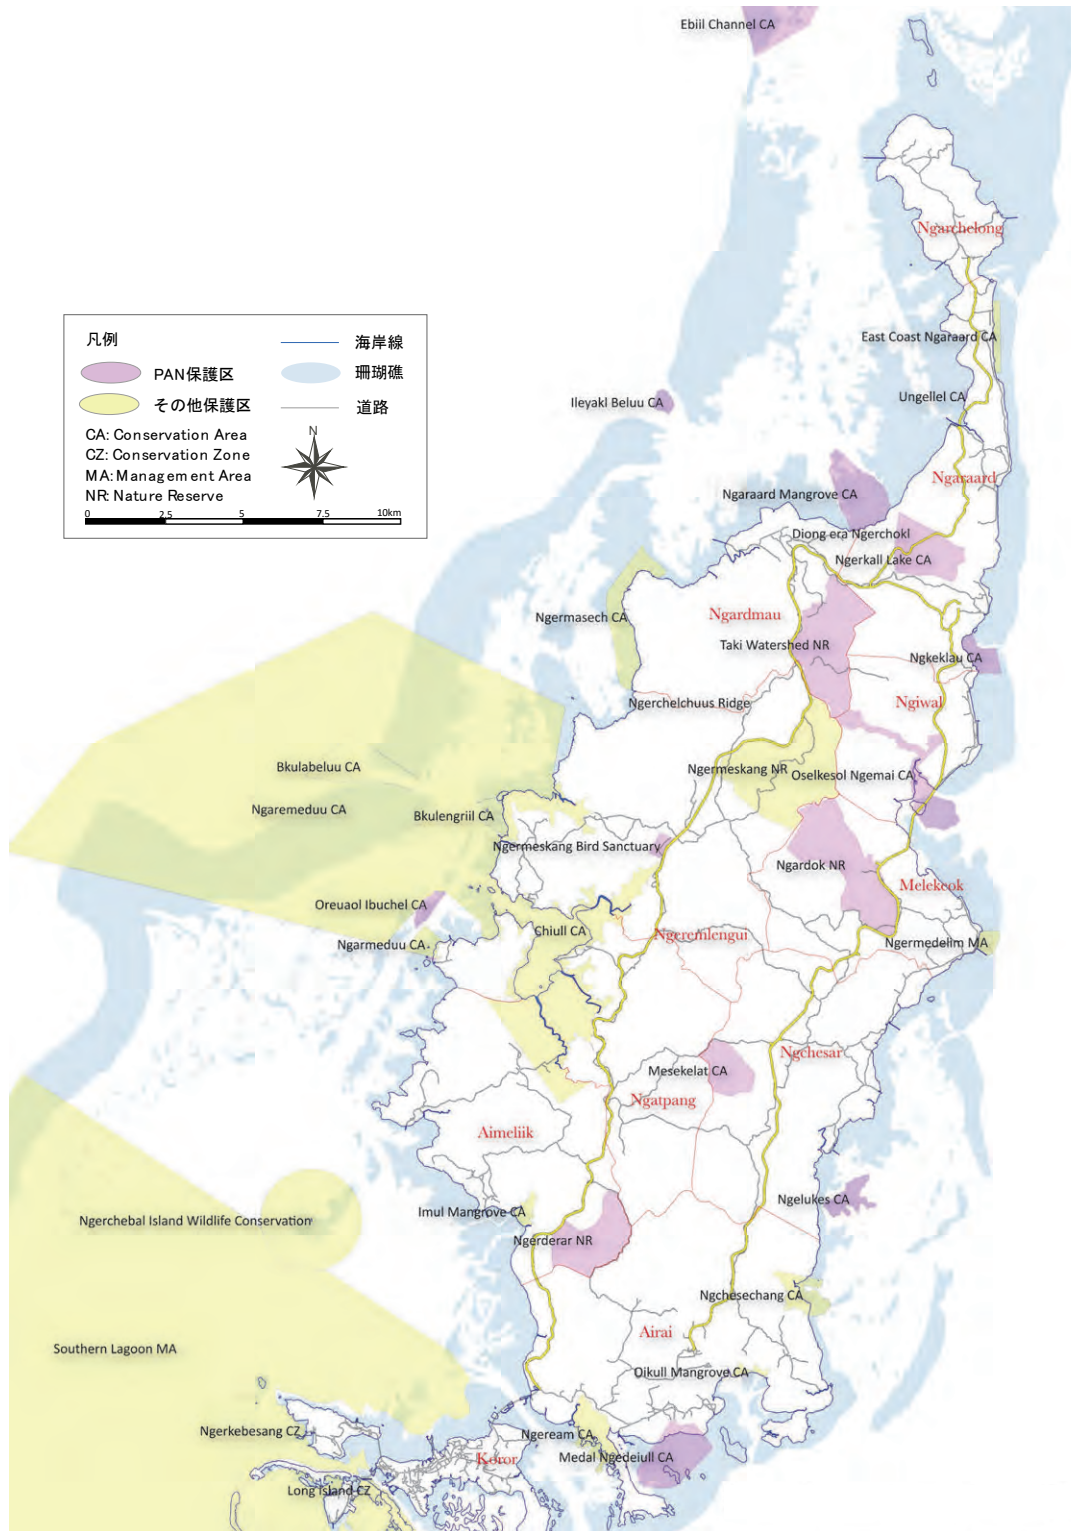 Ebiil Channel CA
Ngarchelong
凡例
海岸線
PAN保護区
珊瑚礁
その他保護区
道路
CA: Conservation Area
CZ: Conservation Zone
MA: Management Area
NR: Nature Reserve
N
0 2.5 5 7.5 10km
East Coast Ngaraard CA
Ungellel CA
Ileyakl Beluu CA
Ngaraard
Ngaraard Mangrove CA
Diong era Ngerchokl
Ngerkall Lake CA
Ngermasech CA
Ngardmau
Taki Watershed NR
Ngkeklau CA
Ngerchelchuus Ridge
Ngiwal
Bkulabeluu CA
Ngermeskang NR
Oselkesol Ngemai CA
Ngaremeduu CA
Bkulengriil CA
Ngermeskang Bird Sanctuary
Ngardok NR
Melekeok
Oreuaol Ibuchel CA
Chiull CA
Ngeremlengui
Ngarmeduu CA
Ngermedelim MA
Ngchesar
Mesekelat CA
Ngatpang
Aimeliik
Ngelukes CA
Imul Mangrove CA
Ngerchebal Island Wildlife Conservation
Ngerderar NR
Ngchesechang CA
Airai
Southern Lagoon MA
Oikull Mangrove CA
Ngerkebesang CZ
Ngeream CA
Koror
Medal Ngedeiull CA
Long Island CZ